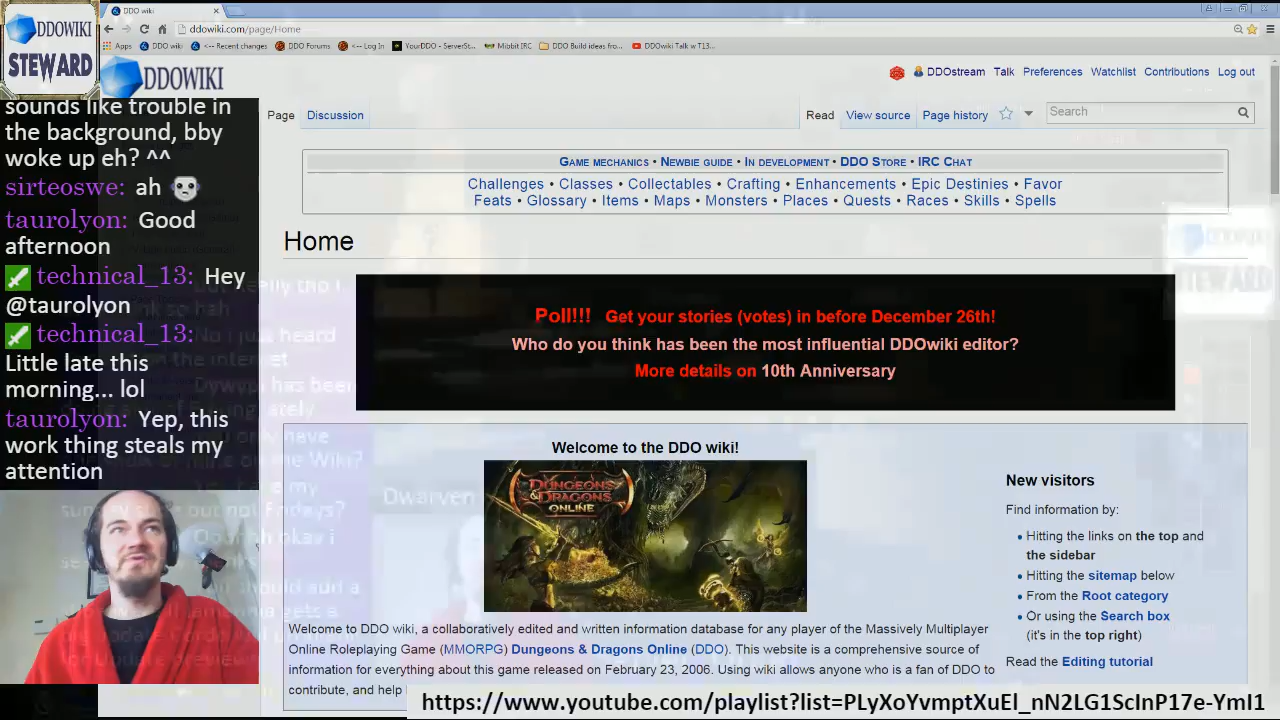 DDO wiki
ddowiki.com/page/Home
Apps DDO wiki <-- Recent changes DDO Forums <-- Log In YourDDO - ServerSt... Mibbit IRC DDO Build ideas fro... DDOwiki Talk w T13...
DDOWIKI
STEWARD
DDOWIKI
DDOstream Talk Preferences Watchlist Contributions Log out
Page Discussion Read View source Page history Search
sounds like trouble in
the background, bby
woke up eh? ^^
sirteoswe: ah
taurolyon: Good
afternoon
technical_13: Hey
@taurolyon
technical_13:
Little late this
morning... lol
taurolyon: Yep, this
work thing steals my
attention
GAME MECHANICS • NEWBIE GUIDE • IN DEVELOPMENT • DDO STORE • IRC CHAT
Challenges • Classes • Collectables • Crafting • Enhancements • Epic Destinies • Favor
Feats • Glossary • Items • Maps • Monsters • Places • Quests • Races • Skills • Spells
Home
Poll!!! Get your stories (votes) in before December 26th!
Who do you think has been the most influential DDOwiki editor?
More details on 10th Anniversary
Welcome to the DDO wiki!
DUNGEONS & DRAGONS ONLINE
Dwarven
Welcome to DDO wiki, a collaboratively edited and written information database for any player of the Massively Multiplayer
Online Roleplaying Game (MMORPG) Dungeons & Dragons Online (DDO). This website is a comprehensive source of
information for everything about this game released on February 23, 2006. Using wiki allows anyone who is a fan of DDO to
contribute, and help
New visitors
Find information by:
• Hitting the links on the top and
the sidebar
• Hitting the sitemap below
• From the Root category
• Or using the Search box
(it's in the top right)
Read the Editing tutorial
https://www.youtube.com/playlist?list=PLyXoYvmptXuEl_nN2LG1ScInP17e-YmI1